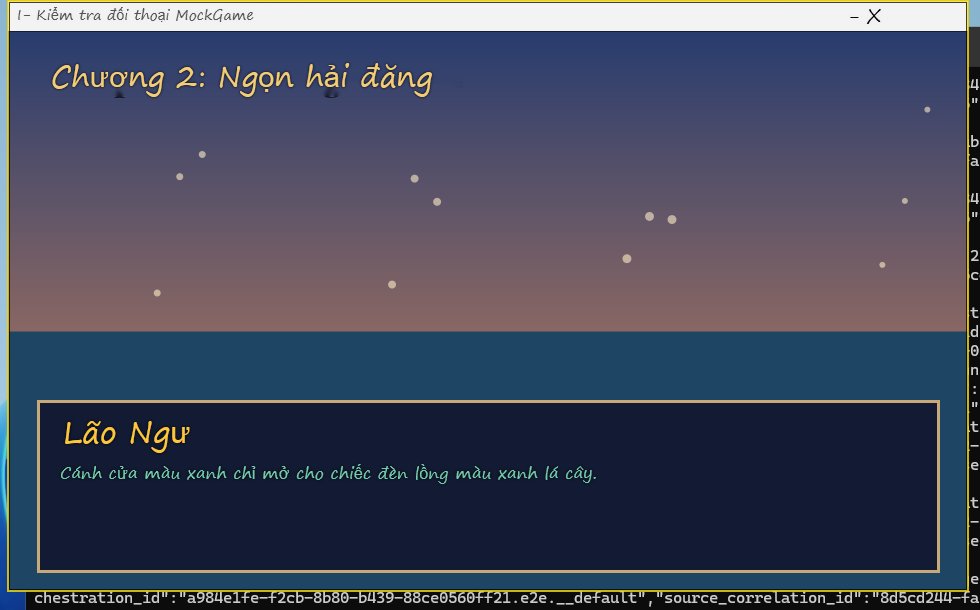 I- Kiểm tra đối thoại MockGame
– X
Chương 2: Ngọn hải đăng
Lão Ngư
Cánh cửa màu xanh chỉ mở cho chiếc đèn lồng màu xanh lá cây.
chestration_id":"a984e1fe-f2cb-8b80-b439-88ce0560ff21.e2e.__default","source_correlation_id":"8d5cd244-fa